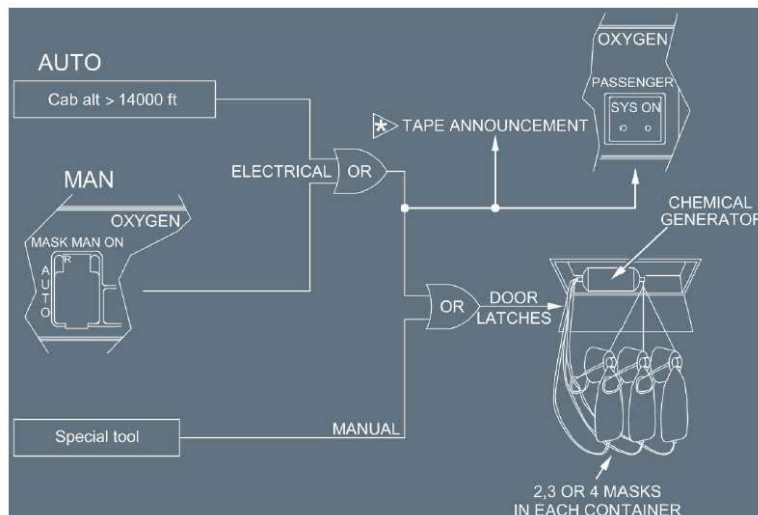 AUTO
Cab alt > 14000 ft
MAN
OXYGEN
MASK MAN ON
R
A
U
T
O
ELECTRICAL
OR
* TAPE ANNOUNCEMENT
OXYGEN
PASSENGER
SYS ON
CHEMICAL
GENERATOR
OR
DOOR
LATCHES
Special tool
MANUAL
2,3 OR 4 MASKS
IN EACH CONTAINER